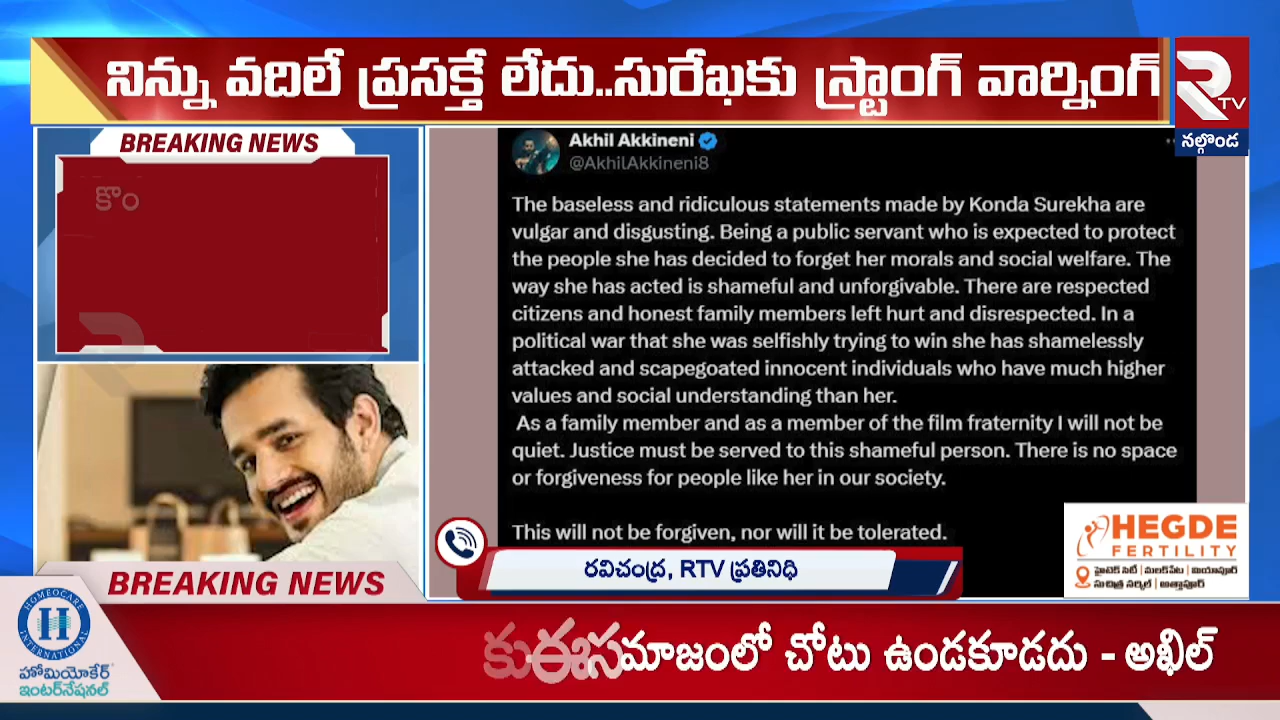 నిన్ను వదిలే ప్రసక్తే లేదు..సురేఖకు స్ట్రాంగ్ వార్నింగ్
R TV
నల్గొండ
BREAKING NEWS
కొం
Akhil Akkineni
@AkhilAkkineni8
The baseless and ridiculous statements made by Konda Surekha are
vulgar and disgusting. Being a public servant who is expected to protect
the people she has decided to forget her morals and social welfare. The
way she has acted is shameful and unforgivable. There are respected
citizens and honest family members left hurt and disrespected. In a
political war that she was selfishly trying to win she has shamelessly
attacked and scapegoated innocent individuals who have much higher
values and social understanding than her.
As a family member and as a member of the film fraternity I will not be
quiet. Justice must be served to this shameful person. There is no space
or forgiveness for people like her in our society.
This will not be forgiven, nor will it be tolerated.
రవిచంద్ర, RTV ప్రతినిధి
HEGDE
FERTILITY
హైటెక్ సిటీ | మలక్‌పేట | మియాపూర్
సుచిత్ర సర్కిల్ | అత్తాపూర్
BREAKING NEWS
HOMEOCARE
H
INTERNATIONAL
హోమియోకేర్
ఇంటర్‌నేషనల్
సమాజంలో చోటు ఉండకూడదు - అఖిల్